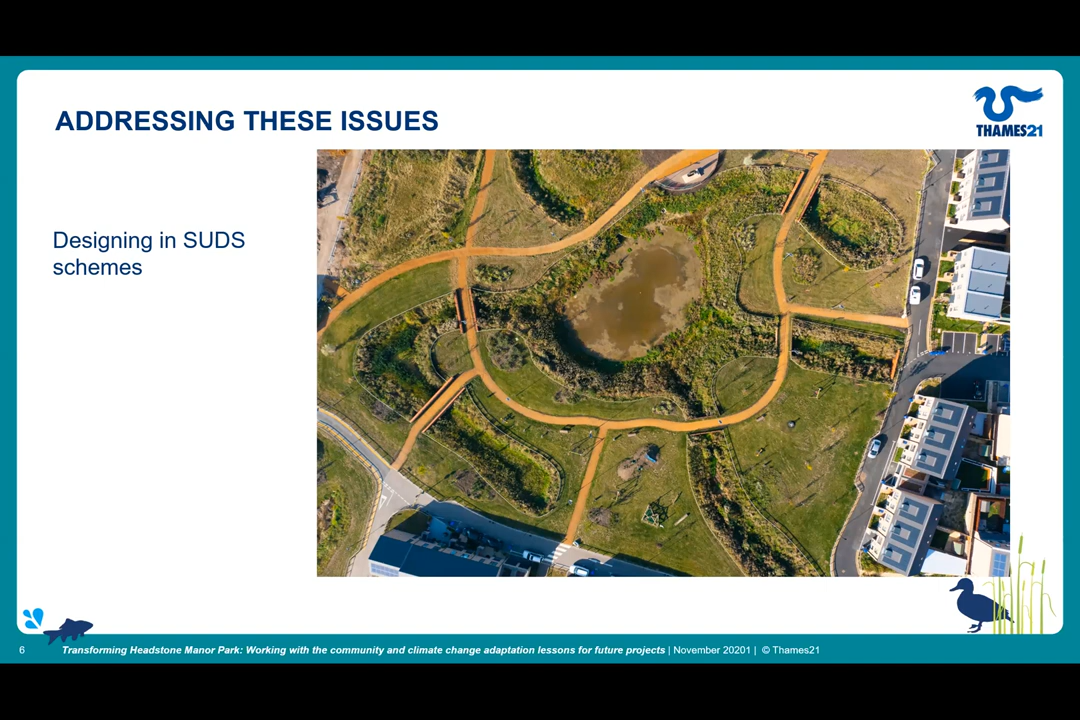 ADDRESSING THESE ISSUES
THAMES21
Designing in SUDS
schemes
6 Transforming Headstone Manor Park: Working with the community and climate change adaptation lessons for future projects | November 20201 | © Thames21